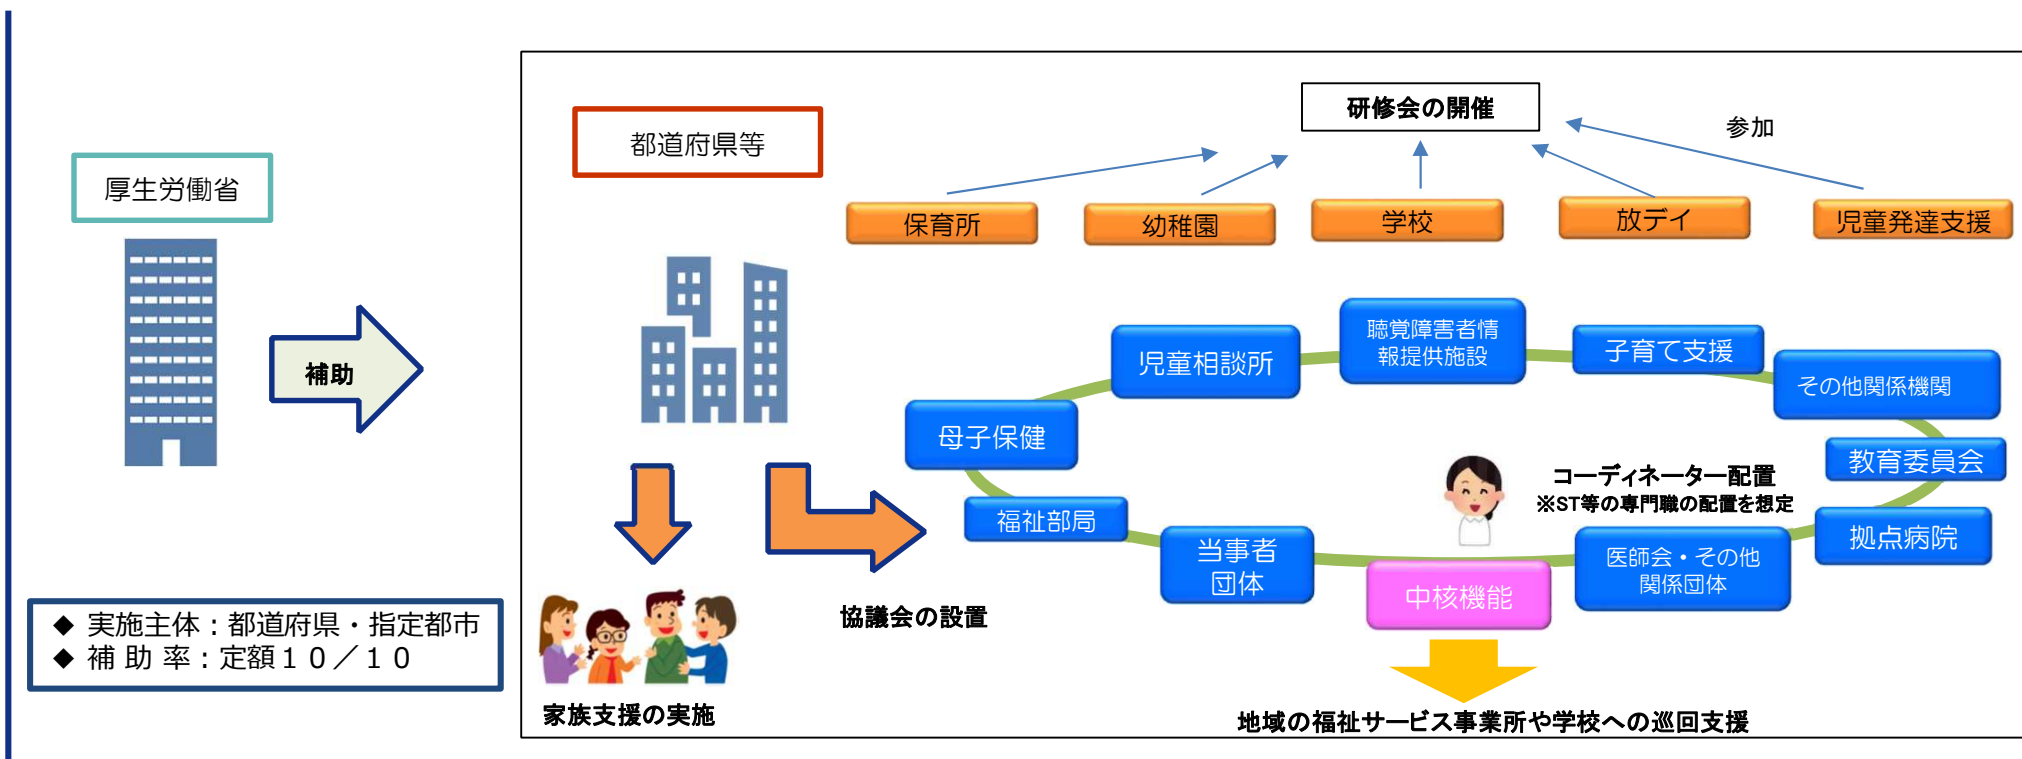 厚生労働省
補助
◆ 実施主体：都道府県・指定都市
◆ 補 助 率：定額１０／１０
都道府県等
研修会の開催
参加
保育所
幼稚園
学校
放デイ
児童発達支援
児童相談所
聴覚障害者情
報提供施設
子育て支援
その他関係機関
母子保健
教育委員会
コーディネーター配置
※ST等の専門職の配置を想定
福祉部局
拠点病院
当事者
団体
医師会・その他
関係団体
中核機能
協議会の設置
家族支援の実施
地域の福祉サービス事業所や学校への巡回支援